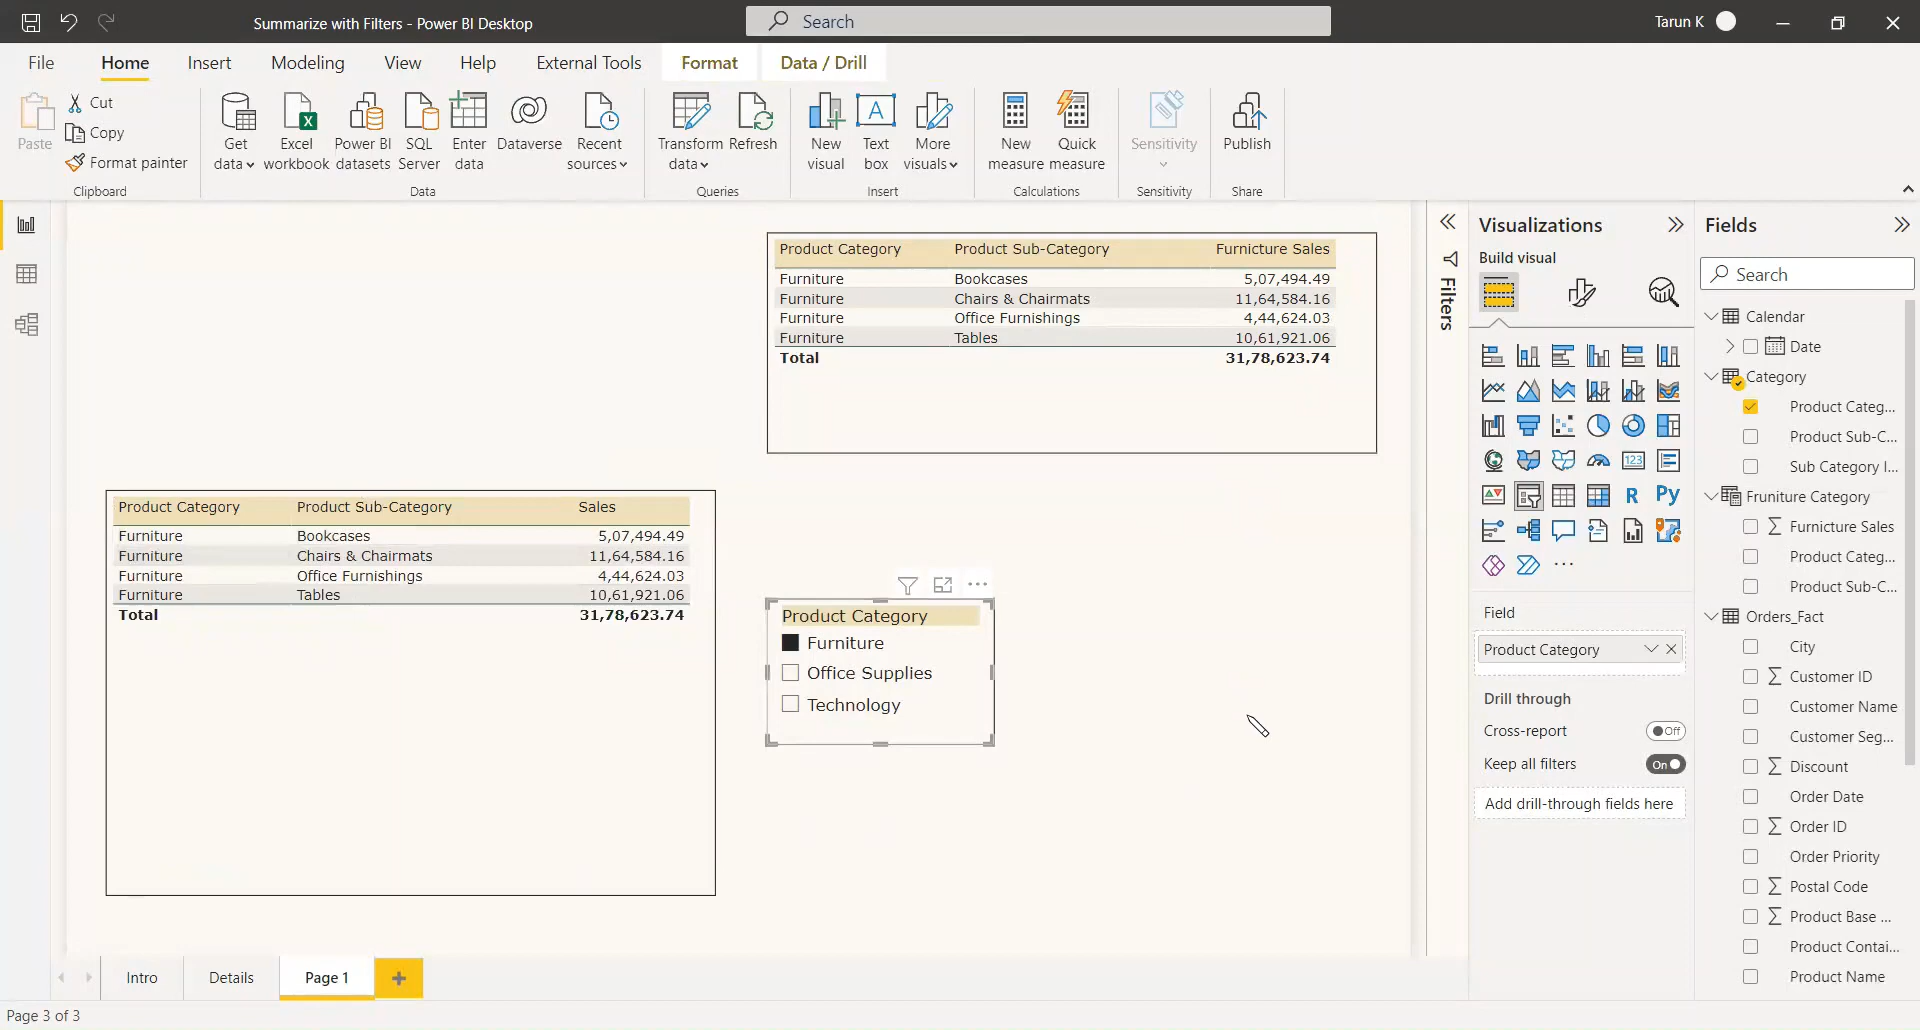 Summarize with Filters - Power BI Desktop
Search
Tarun K
File
Home
Insert
Modeling
View
Help
External Tools
Format
Data / Drill
Paste
Cut
Copy
Format painter
Clipboard
Get data
Excel workbook
Power BI datasets
SQL Server
Enter data
Dataverse
Recent sources
Data
Transform data
Refresh
Queries
New visual
Text box
More visuals
Insert
New measure
Quick measure
Calculations
Sensitivity
Sensitivity
Publish
Share
Product Category Product Sub-Category Furnicture Sales
Furniture Bookcases 5,07,494.49
Furniture Chairs & Chairmats 11,64,584.16
Furniture Office Furnishings 4,44,624.03
Furniture Tables 10,61,921.06
Total 31,78,623.74
Product Category Product Sub-Category Sales
Furniture Bookcases 5,07,494.49
Furniture Chairs & Chairmats 11,64,584.16
Furniture Office Furnishings 4,44,624.03
Furniture Tables 10,61,921.06
Total 31,78,623.74
Product Category
Furniture
Office Supplies
Technology
Filters
Visualizations
Build visual
123
R
Py
Field
Product Category
Drill through
Cross-report
Off
Keep all filters
On
Add drill-through fields here
Fields
Search
Calendar
Date
Category
Product Categ...
Product Sub-C...
Sub Category I...
Fruniture Category
Furnicture Sales
Product Categ...
Product Sub-C...
Orders_Fact
City
Customer ID
Customer Name
Customer Seg...
Discount
Order Date
Order ID
Order Priority
Postal Code
Product Base ...
Product Contai...
Product Name
Intro
Details
Page 1
Page 3 of 3